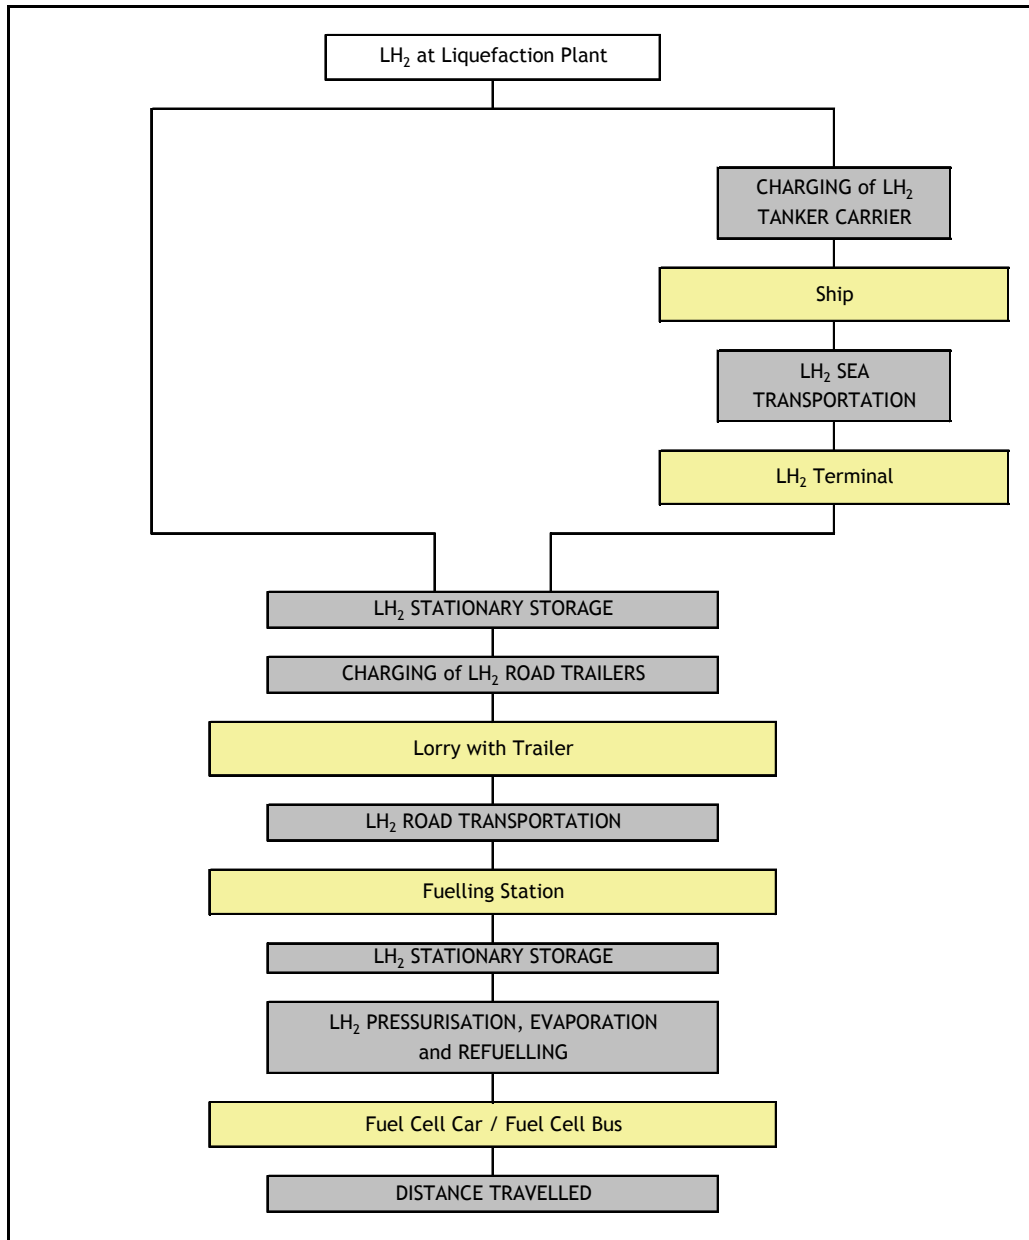 LH₂ at Liquefaction Plant
CHARGING of LH₂
TANKER CARRIER
Ship
LH₂ SEA
TRANSPORTATION
LH₂ Terminal
LH₂ STATIONARY STORAGE
CHARGING of LH₂ ROAD TRAILERS
Lorry with Trailer
LH₂ ROAD TRANSPORTATION
Fuelling Station
LH₂ STATIONARY STORAGE
LH₂ PRESSURISATION, EVAPORATION
and REFUELLING
Fuel Cell Car / Fuel Cell Bus
DISTANCE TRAVELLED